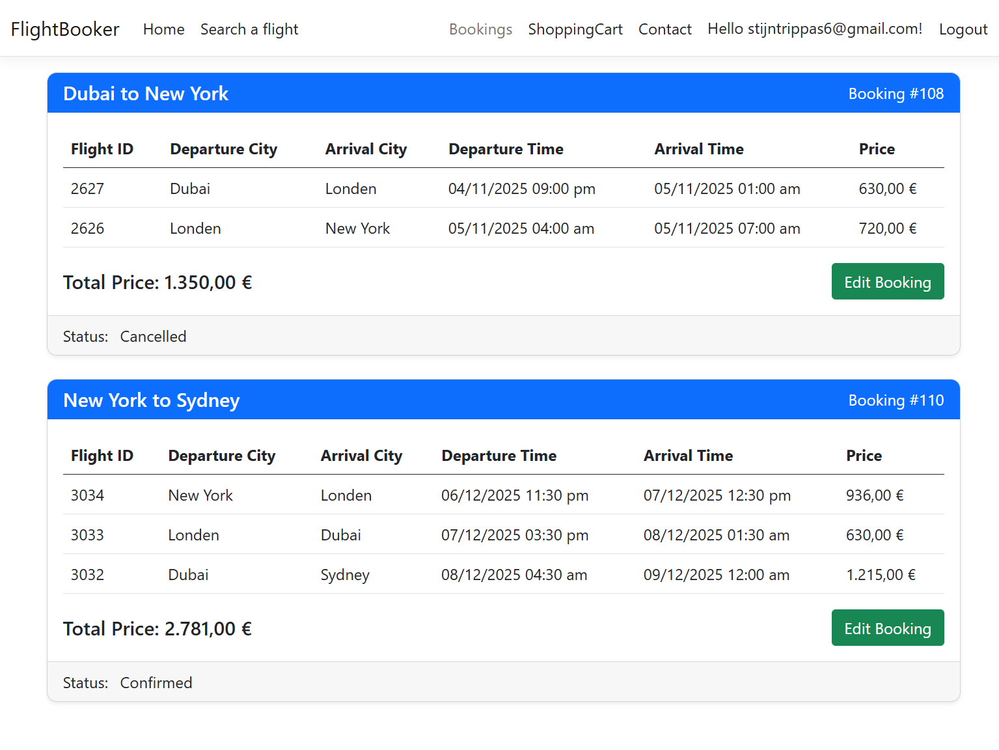 FlightBooker Home Search a flight Bookings ShoppingCart Contact Hello stijntrippas6@gmail.com! Logout
Dubai to New York Booking #108
Flight ID Departure City Arrival City Departure Time Arrival Time Price
2627 Dubai Londen 04/11/2025 09:00 pm 05/11/2025 01:00 am 630,00 €
2626 Londen New York 05/11/2025 04:00 am 05/11/2025 07:00 am 720,00 €
Total Price: 1.350,00 € Edit Booking
Status: Cancelled
New York to Sydney Booking #110
Flight ID Departure City Arrival City Departure Time Arrival Time Price
3034 New York Londen 06/12/2025 11:30 pm 07/12/2025 12:30 pm 936,00 €
3033 Londen Dubai 07/12/2025 03:30 pm 08/12/2025 01:30 am 630,00 €
3032 Dubai Sydney 08/12/2025 04:30 am 09/12/2025 12:00 am 1.215,00 €
Total Price: 2.781,00 € Edit Booking
Status: Confirmed